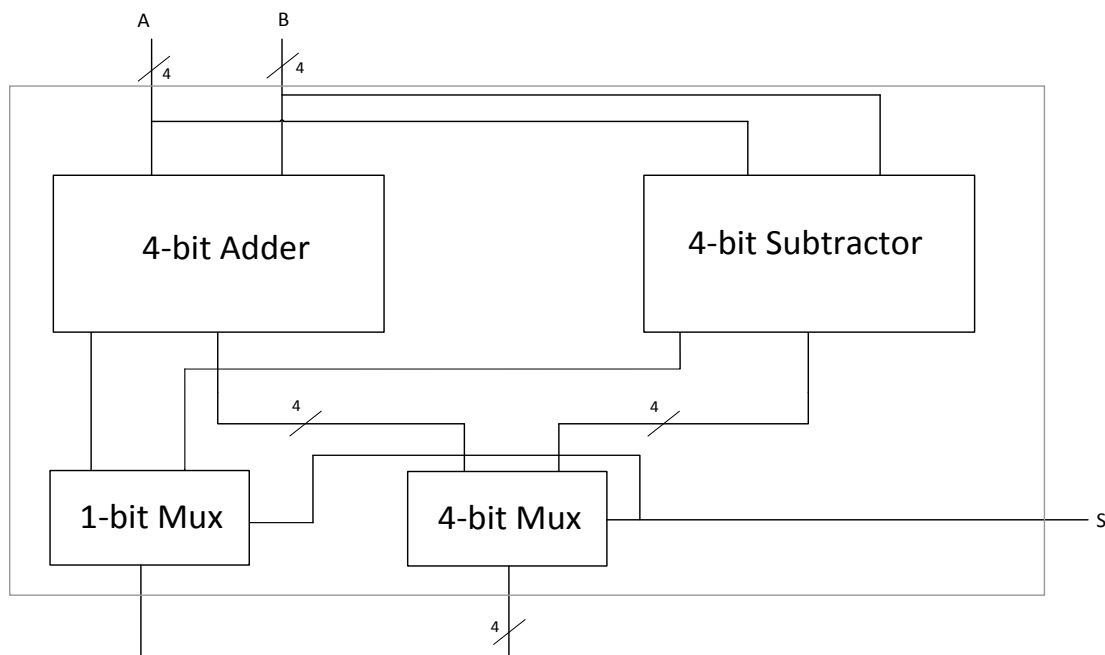 A B
4 4
4-bit Adder 4-bit Subtractor
4 4
1-bit Mux 4-bit Mux S
4